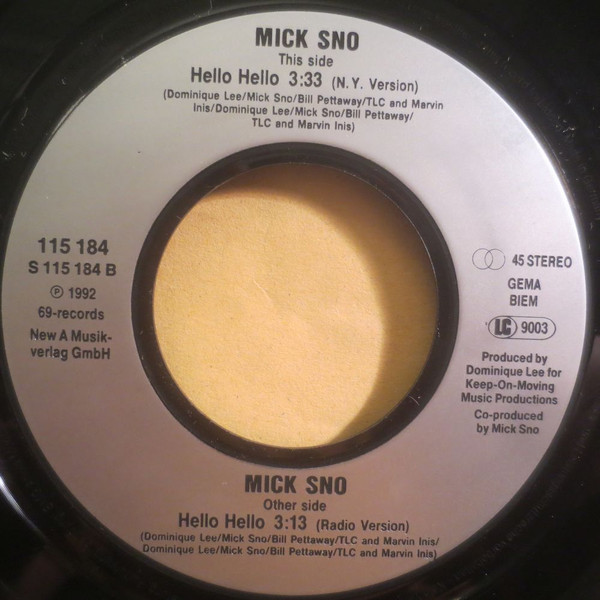 MICK SNO
This side
Hello Hello 3:33 (N.Y. Version)
(Dominique Lee/Mick Sno/Bill Pettaway/TLC and Marvin
Inis/Dominique Lee/Mick Sno/Bill Pettaway/
TLC and Marvin Inis)
115 184
S 115 184 B
℗ 1992
69-records
New A Musik-
verlag GmbH
45 STEREO
GEMA
BIEM
LC 9003
Produced by
Dominique Lee for
Keep-On-Moving
Music Productions
Co-produced
by Mick Sno
MICK SNO
Other side
Hello Hello 3:13 (Radio Version)
(Dominique Lee/Mick Sno/Bill Pettaway/TLC and Marvin Inis/
Dominique Lee/Mick Sno/Bill Pettaway/TLC and Marvin Inis)